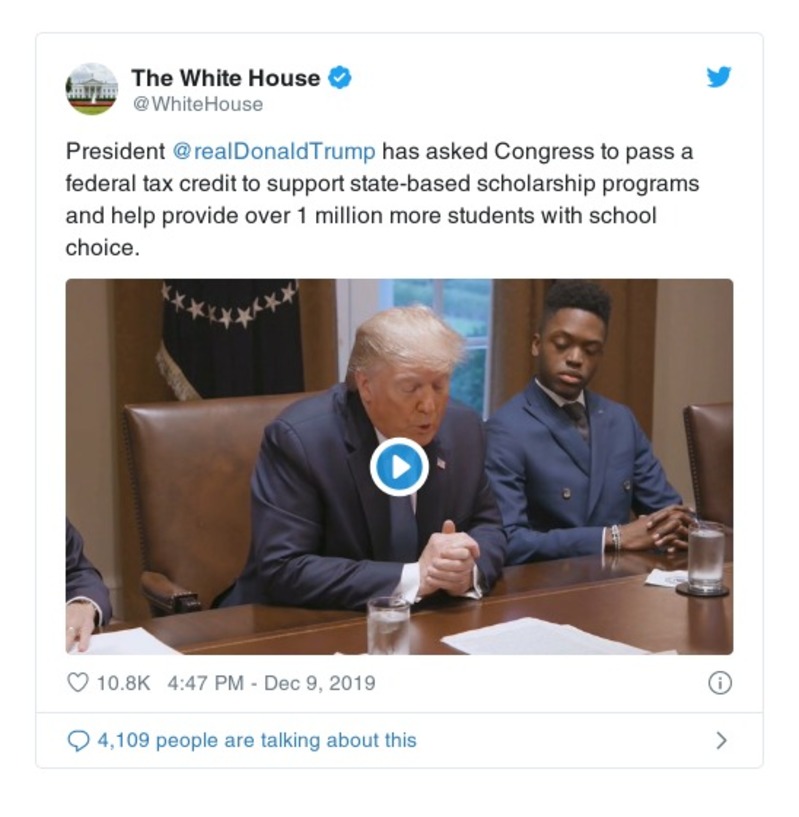 The White House
@WhiteHouse
President @realDonaldTrump has asked Congress to pass a
federal tax credit to support state-based scholarship programs
and help provide over 1 million more students with school
choice.
10.8K 4:47 PM - Dec 9, 2019
4,109 people are talking about this